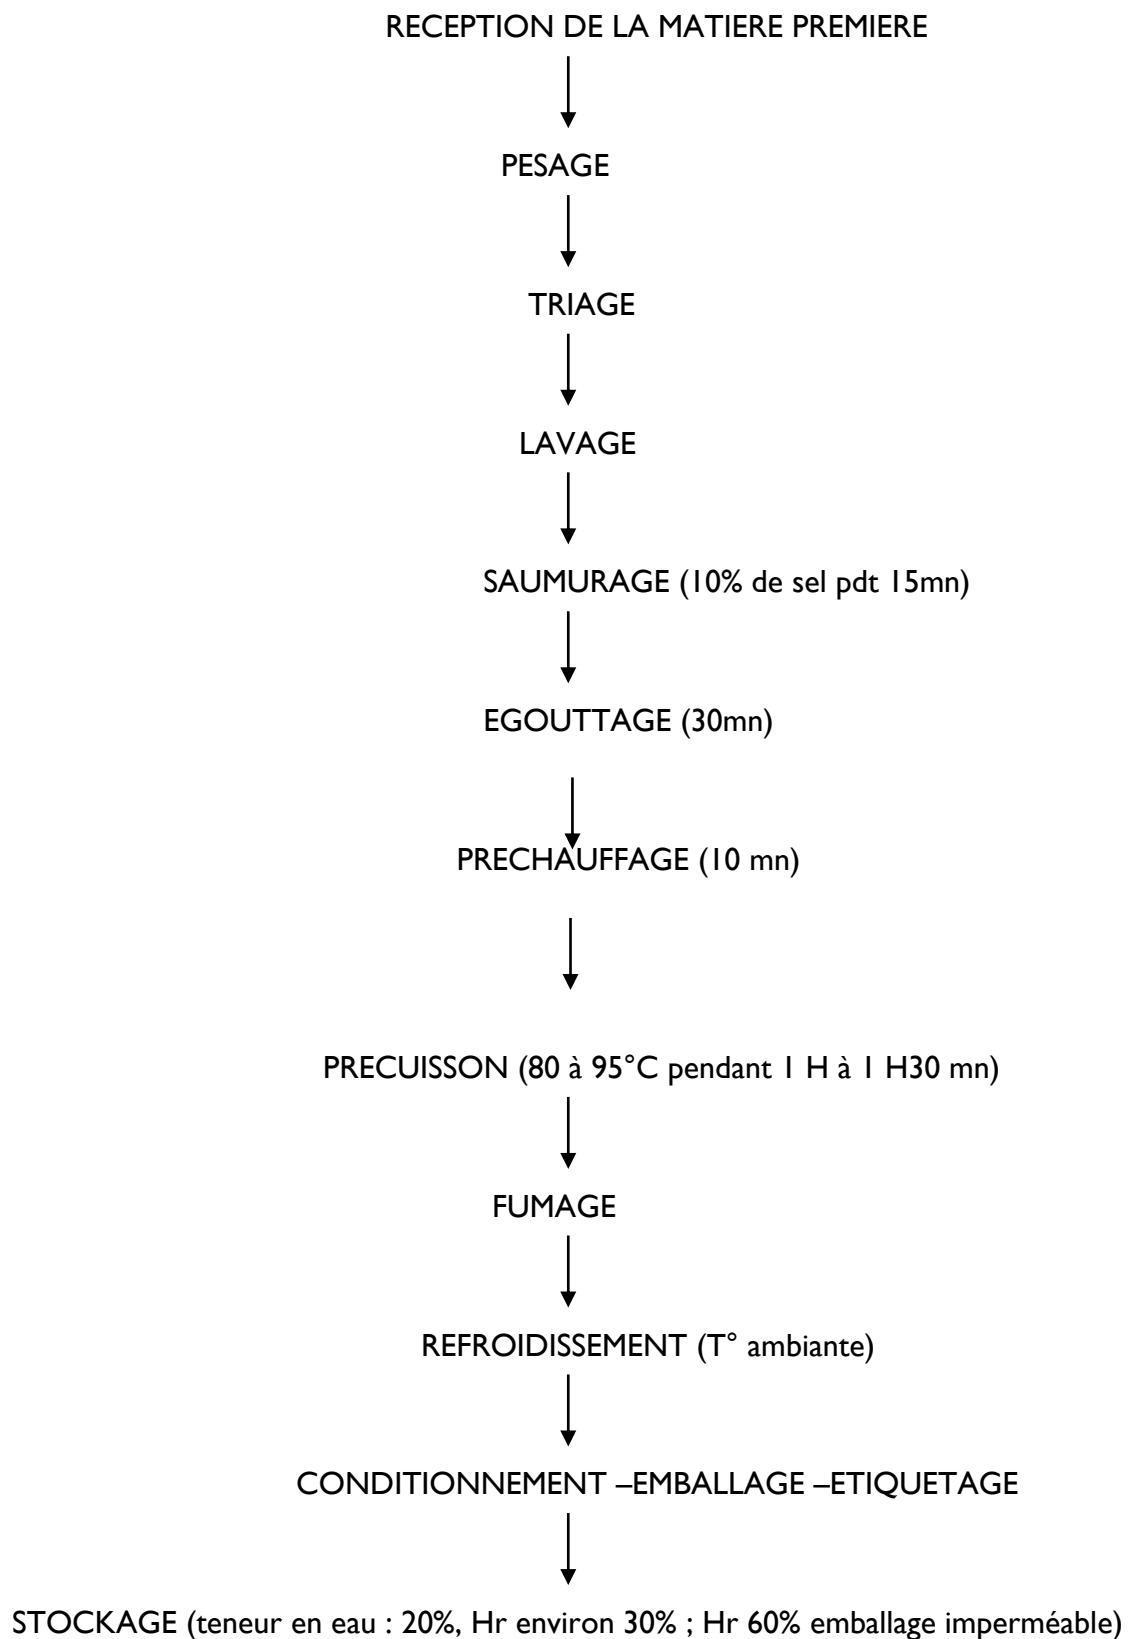 RECEPTION DE LA MATIERE PREMIERE
PESAGE
TRIAGE
LAVAGE
SAUMURAGE (10% de sel pdt 15mn)
EGOUTTAGE (30mn)
PRECHAUFFAGE (10 mn)
PRECUISSON (80 à 95°C pendant 1 H à 1 H30 mn)
FUMAGE
REFROIDISSEMENT (T° ambiante)
CONDITIONNEMENT –EMBALLAGE –ETIQUETAGE
STOCKAGE (teneur en eau : 20%, Hr environ 30% ; Hr 60% emballage imperméable)